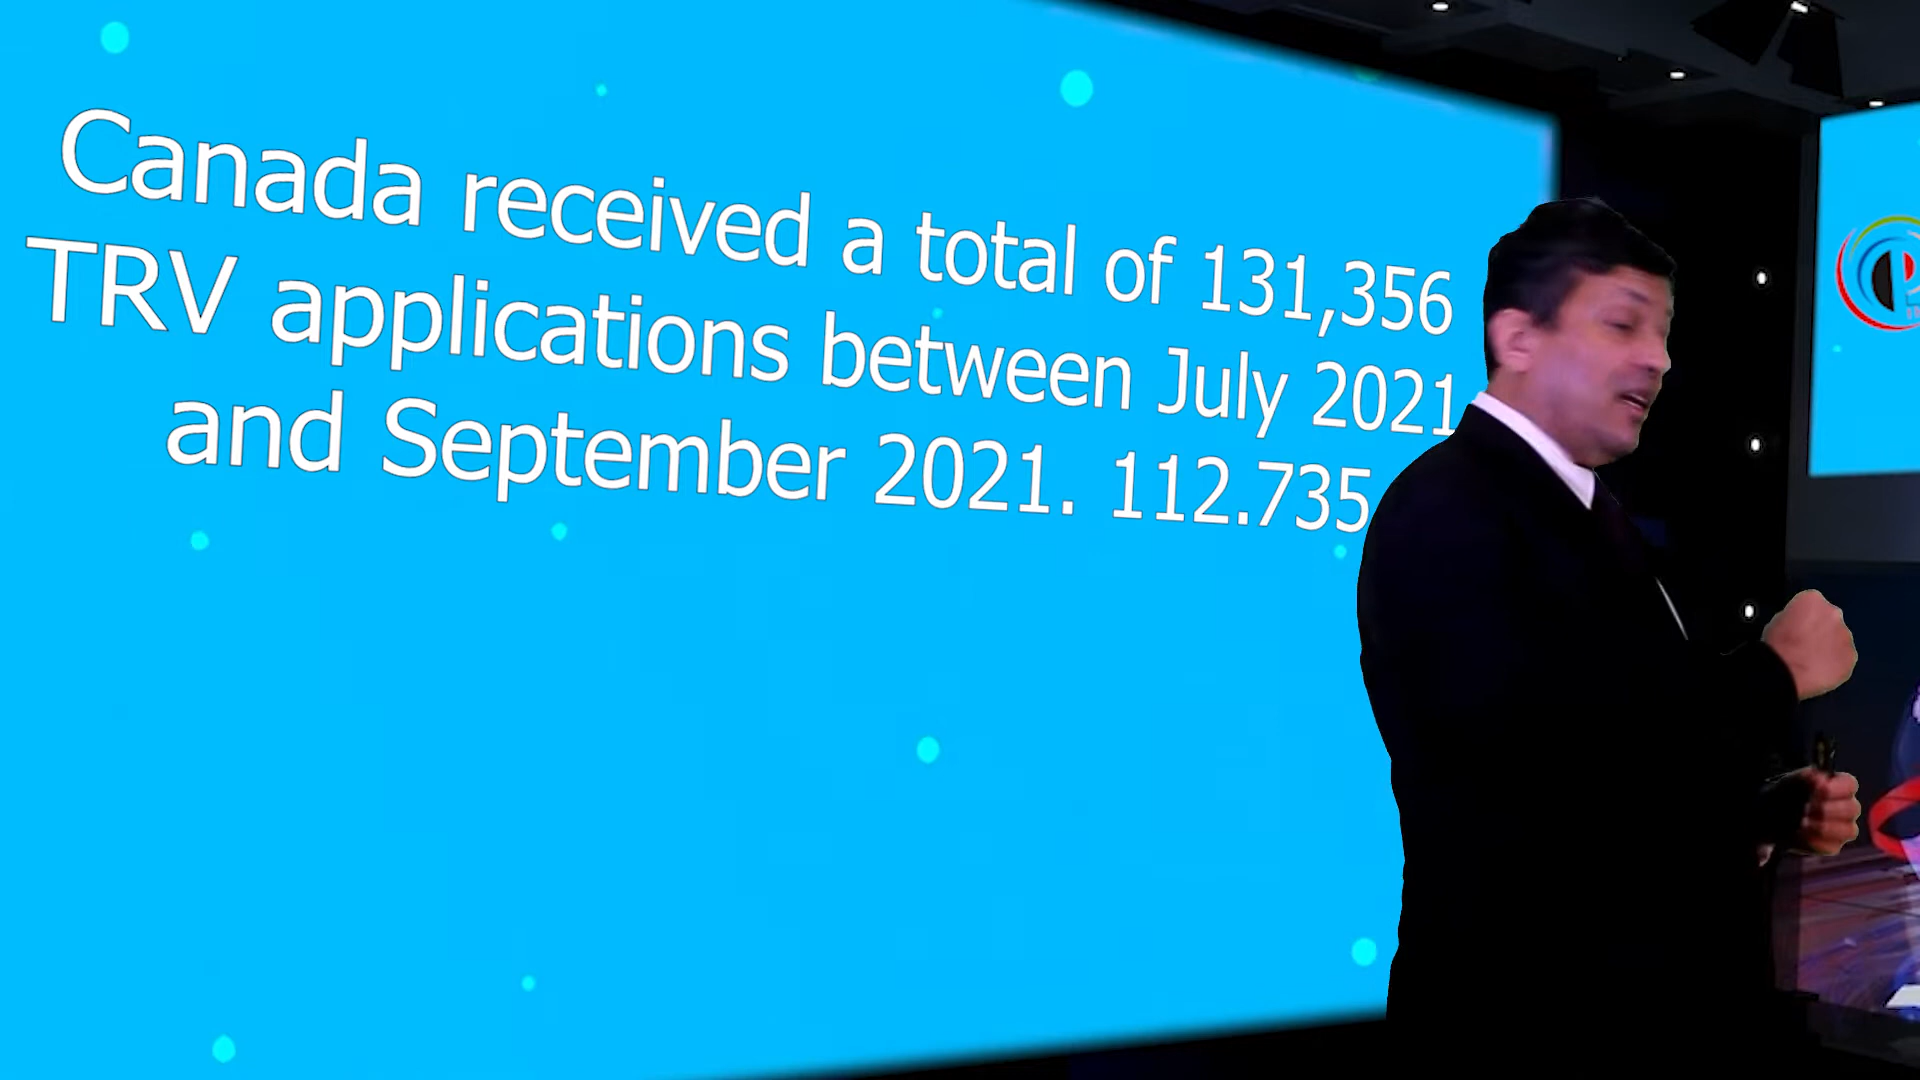 Canada received a total of 131,356
TRV applications between July 2021
and September 2021. 112.735